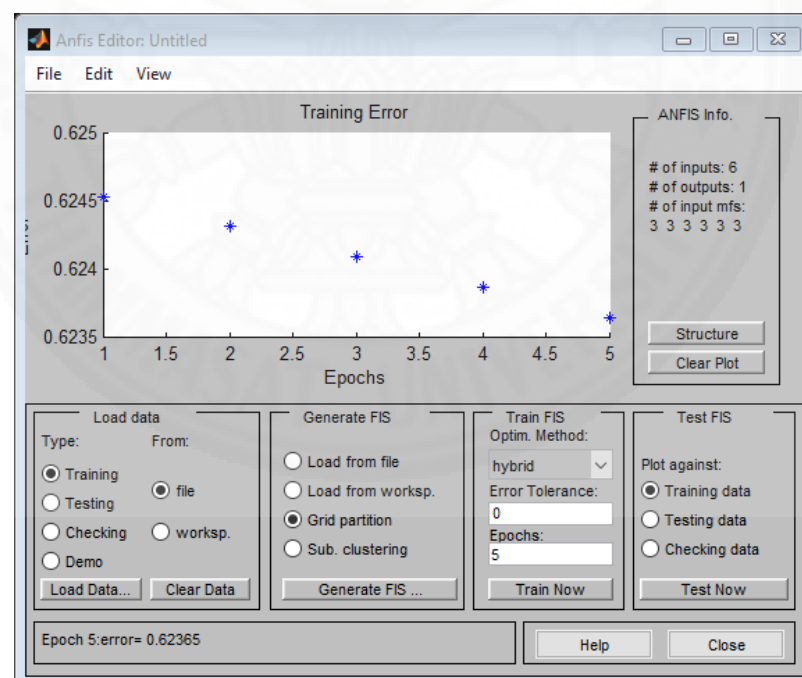 Anfis Editor: Untitled
File Edit View
Training Error
0.625
0.6245
0.624
0.6235
1 1.5 2 2.5 3 3.5 4 4.5 5
Epochs
ANFIS Info.
# of inputs: 6
# of outputs: 1
# of input mfs:
3 3 3 3 3 3
Structure
Clear Plot
Load data
Type: From:
Training
file
Testing
Checking
worksp.
Demo
Load Data... Clear Data
Generate FIS
Load from file
Load from worksp.
Grid partition
Sub. clustering
Generate FIS ...
Train FIS
Optim. Method:
hybrid
Error Tolerance:
0
Epochs:
5
Train Now
Test FIS
Plot against:
Training data
Testing data
Checking data
Test Now
Epoch 5:error= 0.62365
Help
Close